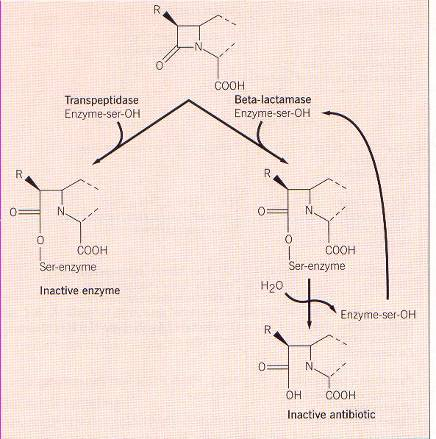 R
N
O
COOH
Transpeptidase
Enzyme-ser-OH
Beta-lactamase
Enzyme-ser-OH
R
O
N
O
COOH
Ser-enzyme
Inactive enzyme
R
O
N
O
COOH
Ser-enzyme
H2O
Enzyme-ser-OH
R
O
N
OH
COOH
Inactive antibiotic